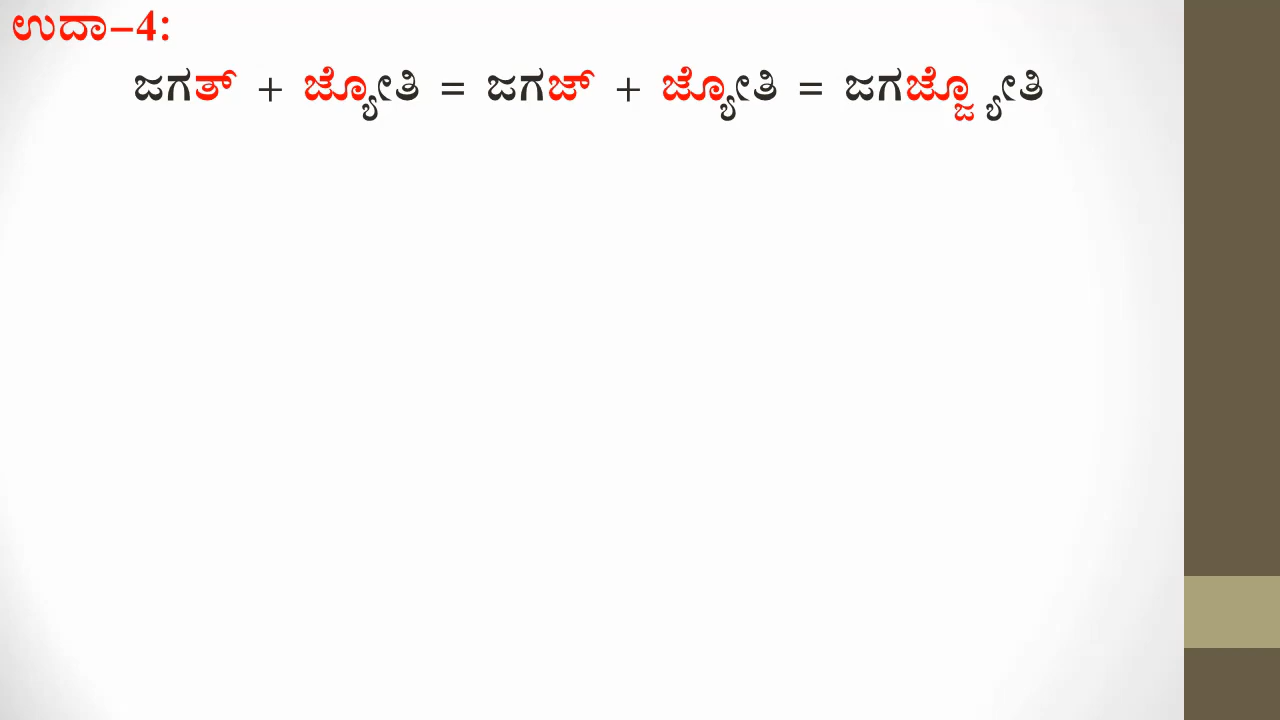 ಉದಾ–4:
ಜಗತ್ + ಜ್ಯೋತಿ = ಜಗಜ್ + ಜ್ಯೋತಿ = ಜಗಜ್ಜ್ಯೋತಿ